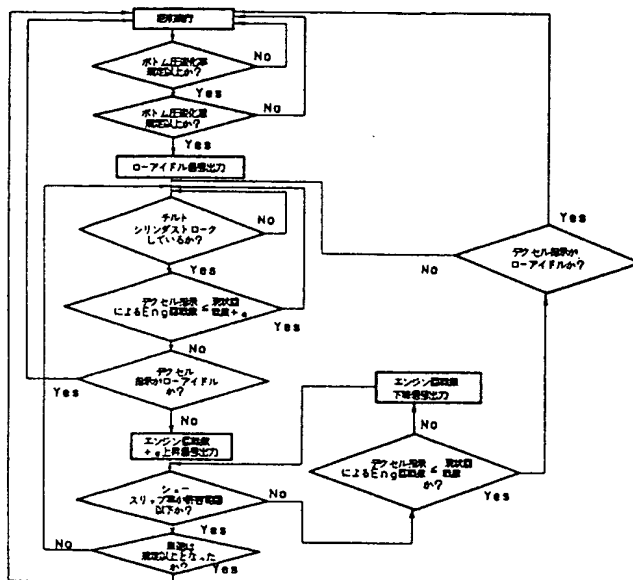 No
ボトム圧変化率
規定以上か?
Yes
No
ボトム圧変化率
規定以上か?
Yes
ローアイドル信号出力
チルト
シリンダストローク
しているか?
No
Yes
デクセル指示が
ローアイドルか?
Yes
No
デクセル指示 ≦ 現状回
によるEng回転数 転数+
Yes
No
デクセル
指示がローアイドル
か?
Yes
No
エンジン回転数
下降信号出力
エンジン回転数
上昇信号出力
No
デクセル指示 ≦ 現状回
によるEng回転数 転数
か?
Yes
シュー
スリップ率が許容範囲
以下か?
No
Yes
車速は
規定以上となった
か?
No
Yes